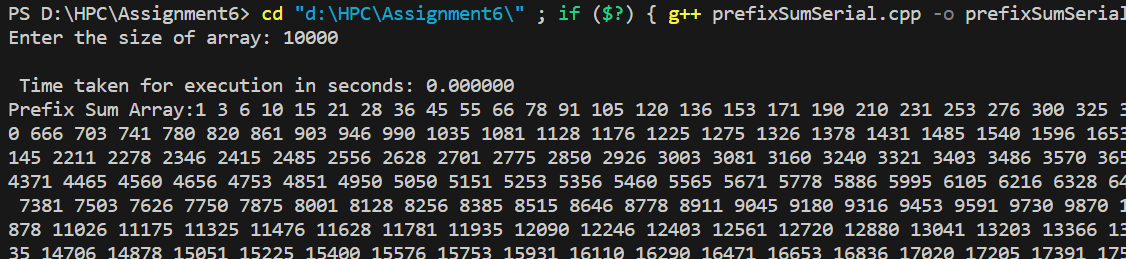 PS D:\HPC\Assignment6> cd "d:\HPC\Assignment6\" ; if ($?) { g++ prefixSumSerial.cpp -o prefixSumSerial
Enter the size of array: 10000
Time taken for execution in seconds: 0.000000
Prefix Sum Array:1 3 6 10 15 21 28 36 45 55 66 78 91 105 120 136 153 171 190 210 231 253 276 300 325
0 666 703 741 780 820 861 903 946 990 1035 1081 1128 1176 1225 1275 1326 1378 1431 1485 1540 1596 1653
145 2211 2278 2346 2415 2485 2556 2628 2701 2775 2850 2926 3003 3081 3160 3240 3321 3403 3486 3570 365
4371 4465 4560 4656 4753 4851 4950 5050 5151 5253 5356 5460 5565 5671 5778 5886 5995 6105 6216 6328 64
7381 7503 7626 7750 7875 8001 8128 8256 8385 8515 8646 8778 8911 9045 9180 9316 9453 9591 9730 9870 1
878 11026 11175 11325 11476 11628 11781 11935 12090 12246 12403 12561 12720 12880 13041 13203 13366 13
35 14706 14878 15051 15225 15400 15576 15753 15931 16110 16290 16471 16653 16836 17020 17205 17391 175